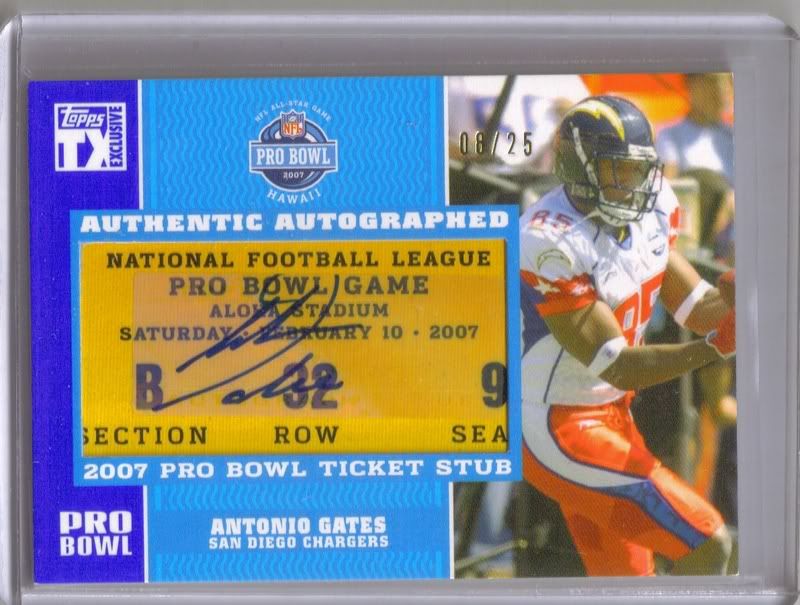 Topps
TX
EXCLUSIVE
NFL ALL-STAR GAME
NFL
PRO BOWL
2007
HAWAII
08/25
AUTHENTIC AUTOGRAPHED
NATIONAL FOOTBALL LEAGUE
PRO BOWL GAME
ALOHA STADIUM
SATURDAY · FEBRUARY 10 · 2007
B 32 9
SECTION ROW SEA
2007 PRO BOWL TICKET STUB
PRO
BOWL
ANTONIO GATES
SAN DIEGO CHARGERS
85
85